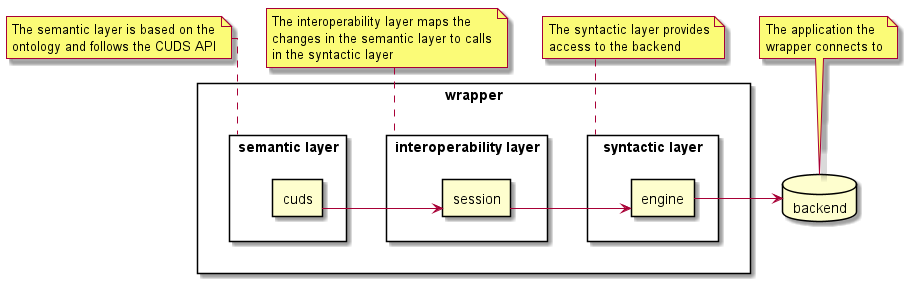 The semantic layer is based on the
ontology and follows the CUDS API
The interoperability layer maps the
changes in the semantic layer to calls
in the syntactic layer
The syntactic layer provides
access to the backend
The application the
wrapper connects to
wrapper
semantic layer
interoperability layer
syntactic layer
cuds
session
engine
backend